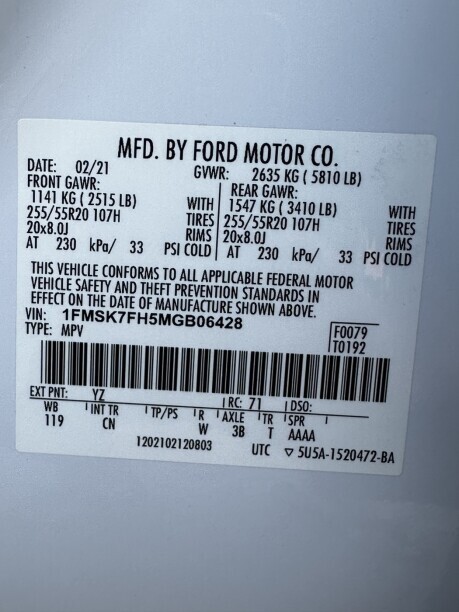 MFD. BY FORD MOTOR CO.
DATE: 02/21 GVWR: 2635 KG ( 5810 LB)
FRONT GAWR: REAR GAWR:
1141 KG ( 2515 LB) WITH 1547 KG ( 3410 LB) WITH
255/55R20 107H TIRES 255/55R20 107H TIRES
20x8.0J RIMS 20x8.0J RIMS
AT 230 kPa/ 33 PSI COLD AT 230 kPa/ 33 PSI COLD
THIS VEHICLE CONFORMS TO ALL APPLICABLE FEDERAL MOTOR
VEHICLE SAFETY AND THEFT PREVENTION STANDARDS IN
EFFECT ON THE DATE OF MANUFACTURE SHOWN ABOVE.
VIN: 1FMSK7FH5MGB06428 F0079
TYPE: MPV T0192
EXT PNT: YZ RC: 71 DSO:
WB INT TR TP/PS R AXLE TR SPR
119 CN W 3B T AAAA
1202102120803 UTC ▽ 5U5A-1520472-BA